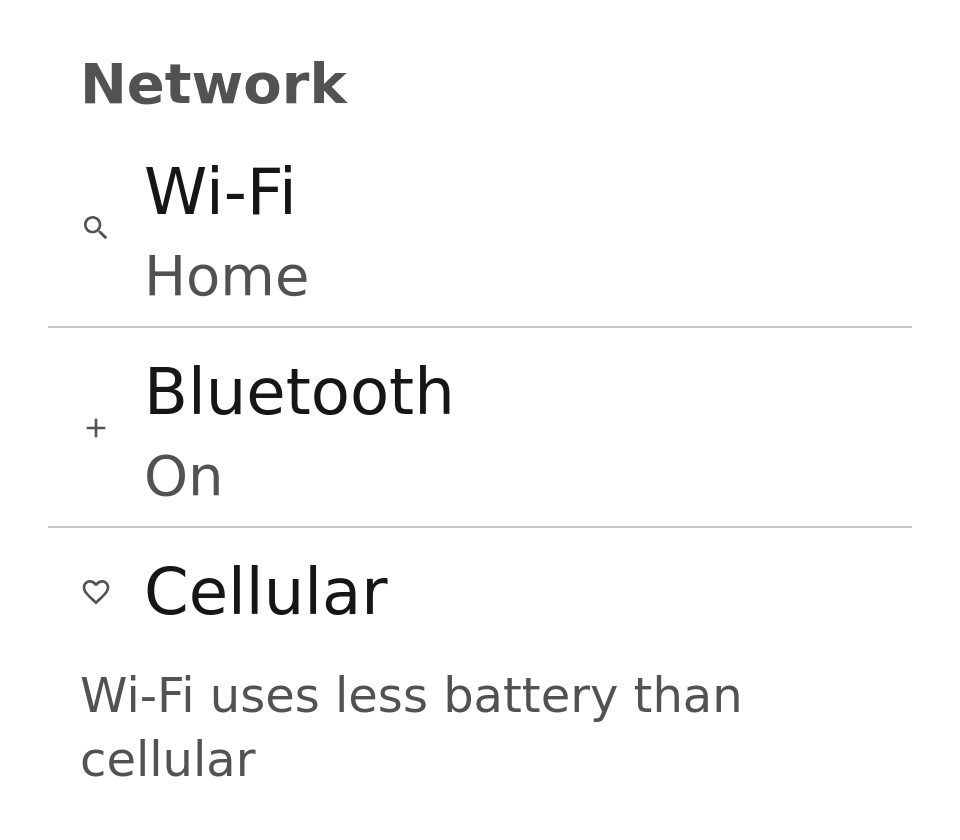 Network
Wi-Fi
Home
Bluetooth
On
Cellular
Wi-Fi uses less battery than
cellular